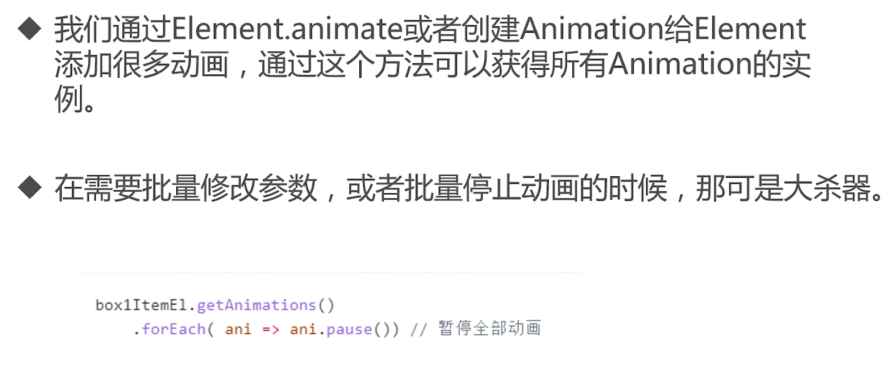 ◆ 我们通过Element.animate或者创建Animation给Element
添加很多动画，通过这个方法可以获得所有Animation的实
例。
◆ 在需要批量修改参数，或者批量停止动画的时候，那可是大杀器。
box1ItemEl.getAnimations()
.forEach( ani => ani.pause()) // 暂停全部动画